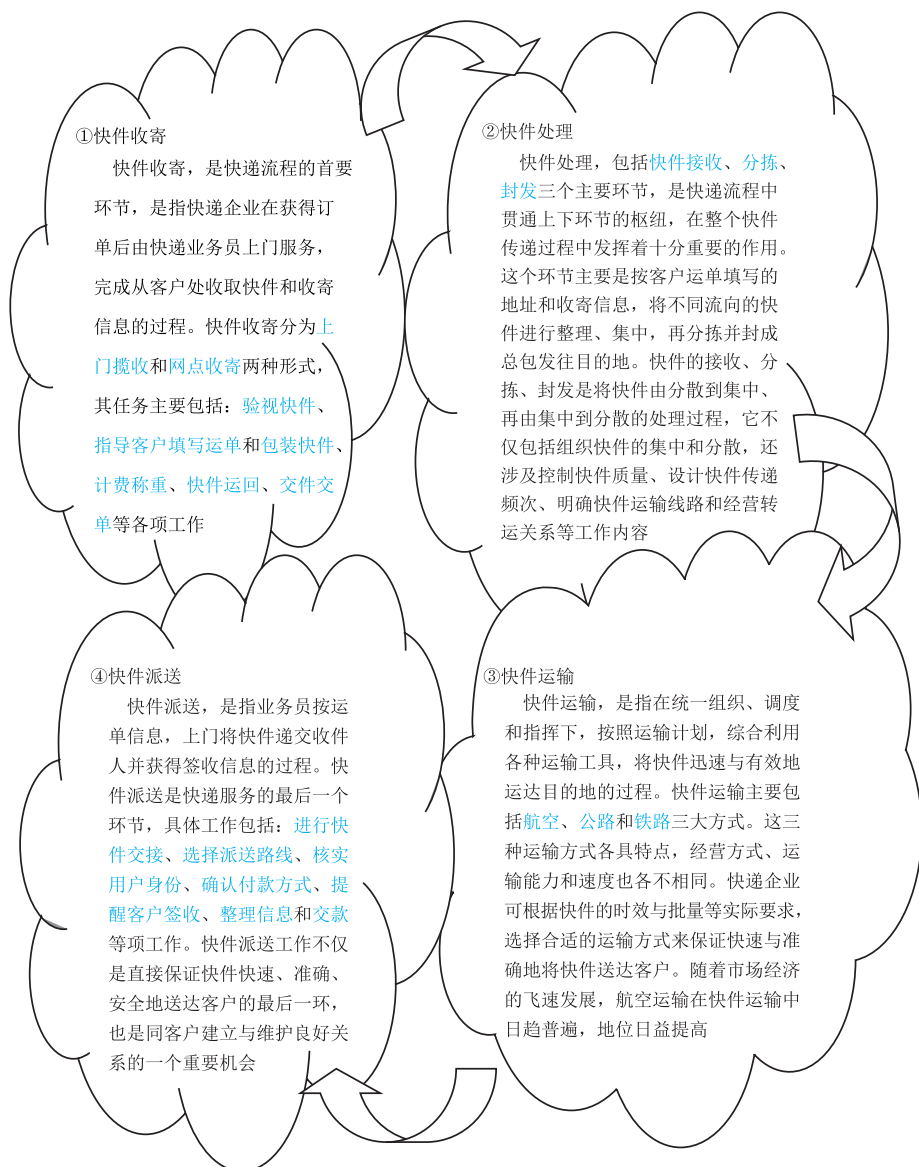 ①快件收寄
快件收寄，是快递流程的首要
环节，是指快递企业在获得订
单后由快递业务员上门服务，
完成从客户处收取快件和收寄
信息的过程。快件收寄分为上
门揽收和网点收寄两种形式，
其任务主要包括：验视快件、
指导客户填写运单和包装快件、
计费称重、快件运回、交件交
单等各项工作
②快件处理
快件处理，包括快件接收、分拣、
封发三个主要环节，是快递流程中
贯通上下环节的枢纽，在整个快件
传递过程中发挥着十分重要的作用。
这个环节主要是按客户运单填写的
地址和收寄信息，将不同流向的快
件进行整理、集中，再分拣并封成
总包发往目的地。快件的接收、分
拣、封发是将快件由分散到集中、
再由集中到分散的处理过程，它不
仅包括组织快件的集中和分散，还
涉及控制快件质量、设计快件传递
频次、明确快件运输线路和经营转
运关系等工作内容
③快件运输
快件运输，是指在统一组织、调度
和指挥下，按照运输计划，综合利用
各种运输工具，将快件迅速与有效地
运达目的地的过程。快件运输主要包
括航空、公路和铁路三大方式。这三
种运输方式各具特点，经营方式、运
输能力和速度也各不相同。快递企业
可根据快件的时效与批量等实际要求，
选择合适的运输方式来保证快速与准
确地将快件送达客户。随着市场经济
的飞速发展，航空运输在快件运输中
日趋普遍，地位日益提高
④快件派送
快件派送，是指业务员按运
单信息，上门将快件递交收件
人并获得签收信息的过程。快
件派送是快递服务的最后一个
环节，具体工作包括：进行快
件交接、选择派送路线、核实
用户身份、确认付款方式、提
醒客户签收、整理信息和交款
等项工作。快件派送工作不仅
是直接保证快件快速、准确、
安全地送达客户的最后一环，
也是同客户建立与维护良好关
系的一个重要机会